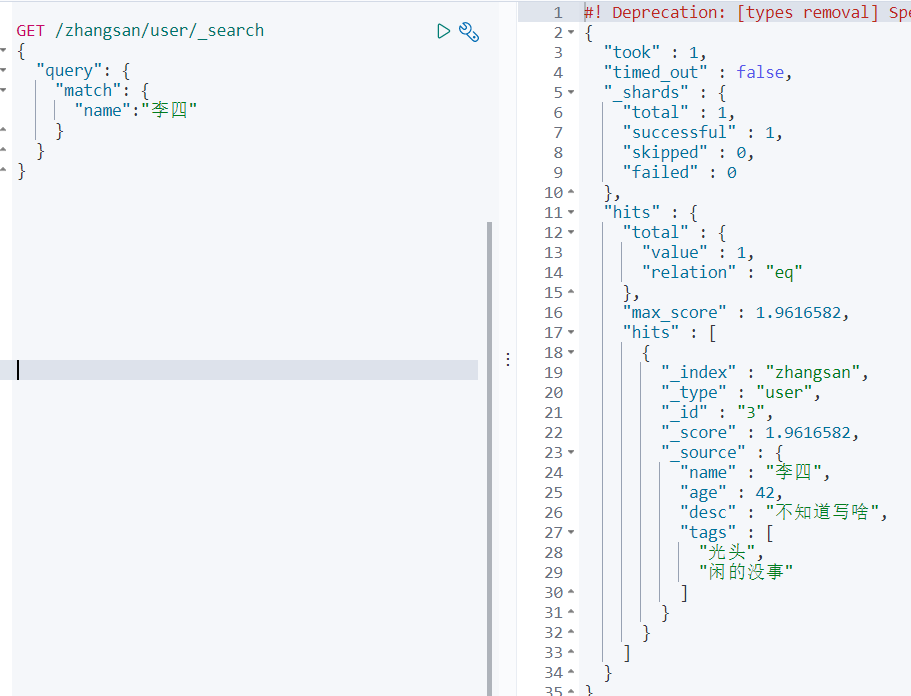 GET /zhangsan/user/_search
{
  "query": {
    "match": {
      "name":"李四"
    }
  }
}
1 #! Deprecation: [types removal] Spe
2 {
3   "took" : 1,
4   "timed_out" : false,
5   "_shards" : {
6     "total" : 1,
7     "successful" : 1,
8     "skipped" : 0,
9     "failed" : 0
10   },
11   "hits" : {
12     "total" : {
13       "value" : 1,
14       "relation" : "eq"
15     },
16     "max_score" : 1.9616582,
17     "hits" : [
18       {
19         "_index" : "zhangsan",
20         "_type" : "user",
21         "_id" : "3",
22         "_score" : 1.9616582,
23         "_source" : {
24           "name" : "李四",
25           "age" : 42,
26           "desc" : "不知道写啥",
27           "tags" : [
28             "光头",
29             "闲的没事"
30           ]
31         }
32       }
33     ]
34   }
35 }